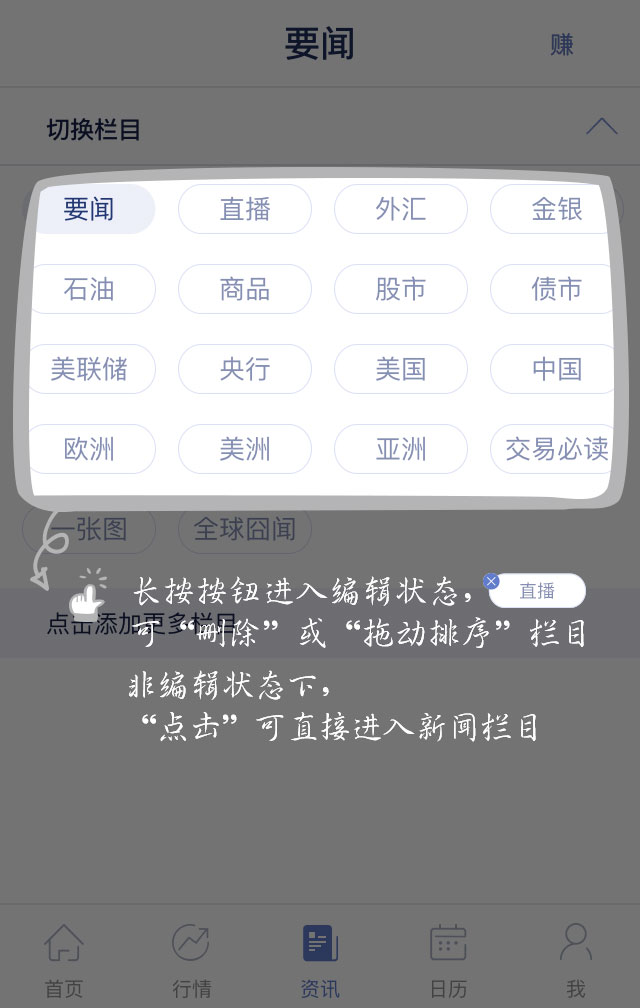 要闻 赚
切换栏目
要闻 直播 外汇 金银
石油 商品 股市 债市
美联储 央行 美国 中国
欧洲 美洲 亚洲 交易必读
一张图 全球囧闻
长按按钮进入编辑状态， 直播
点击添加更多栏目
可“删除”或“拖动排序”栏目
非编辑状态下，
“点击”可直接进入新闻栏目
首页 行情 资讯 日历 我